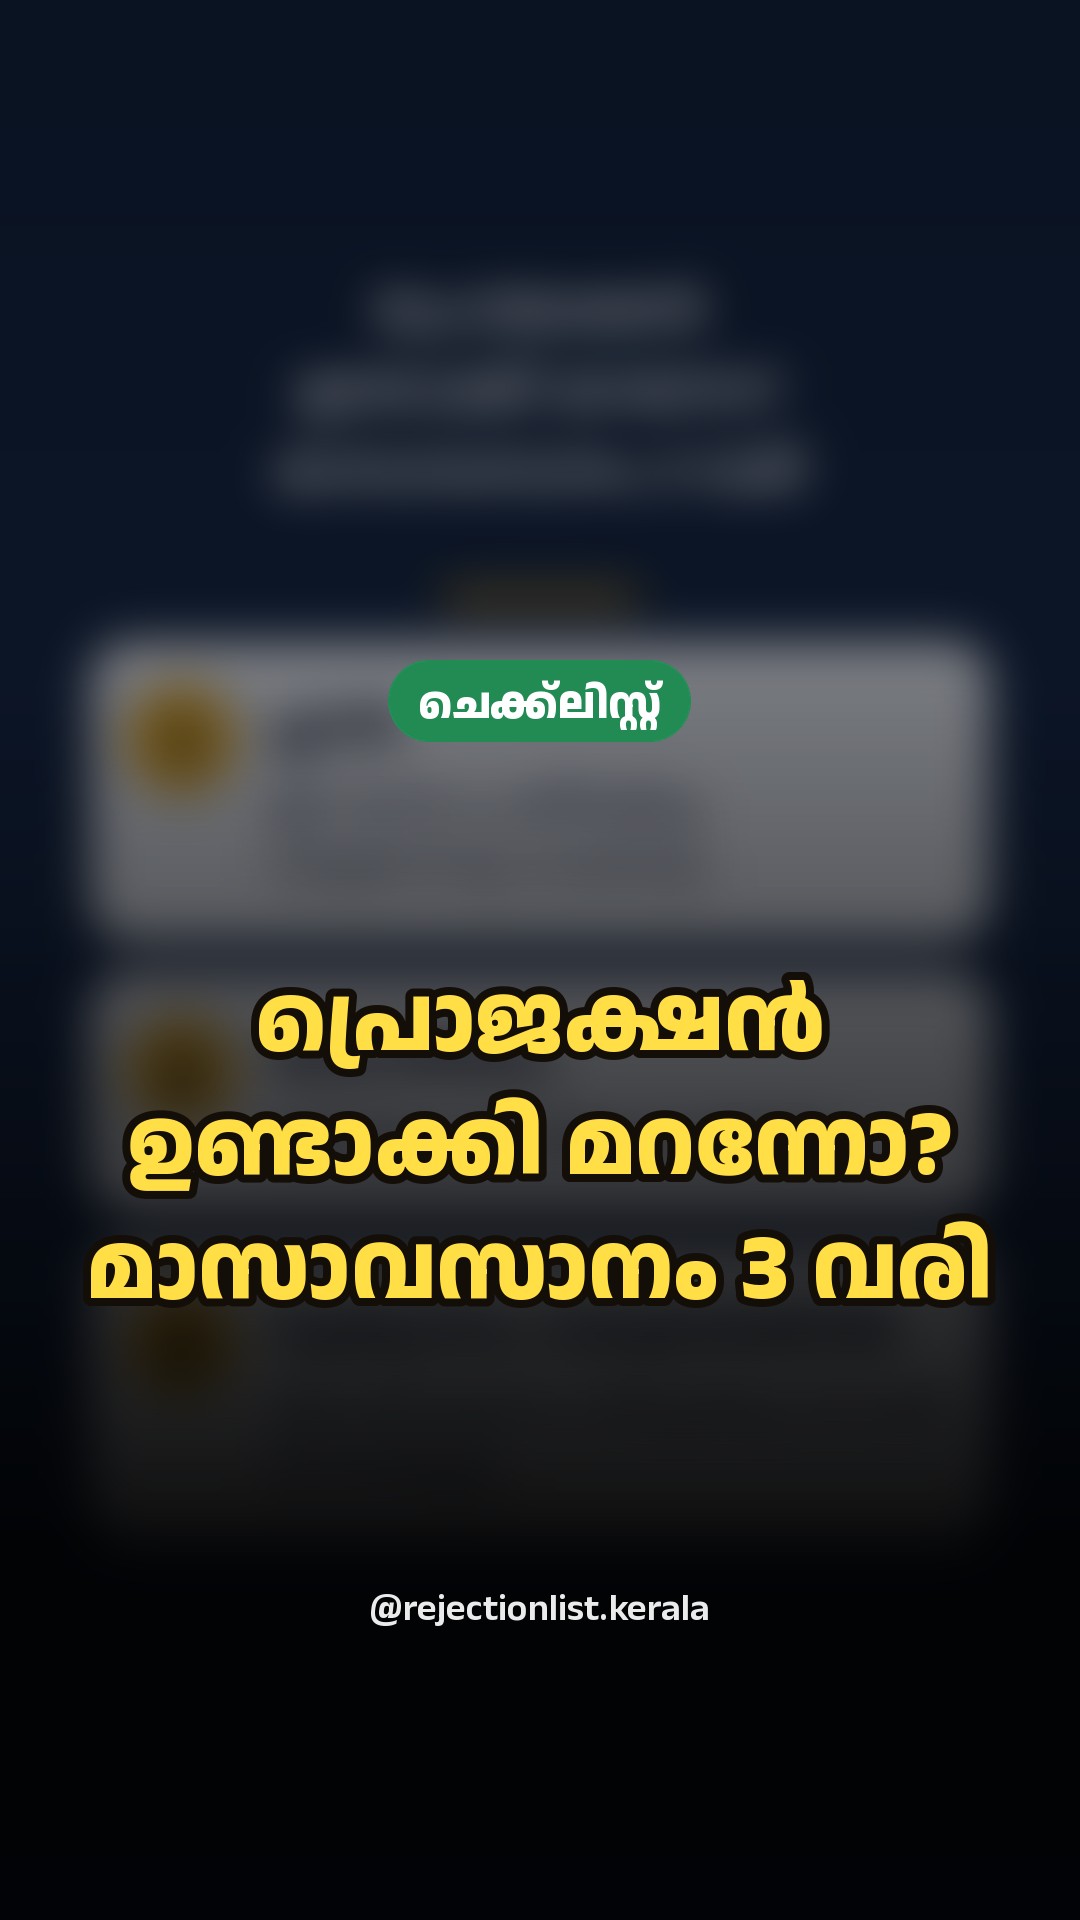 ചെക്ക്‌ലിസ്റ്റ്
പ്രൊജക്ഷൻ
ഉണ്ടാക്കി മറന്നോ?
മാസാവസാനം 3 വരി
@rejectionlist.kerala